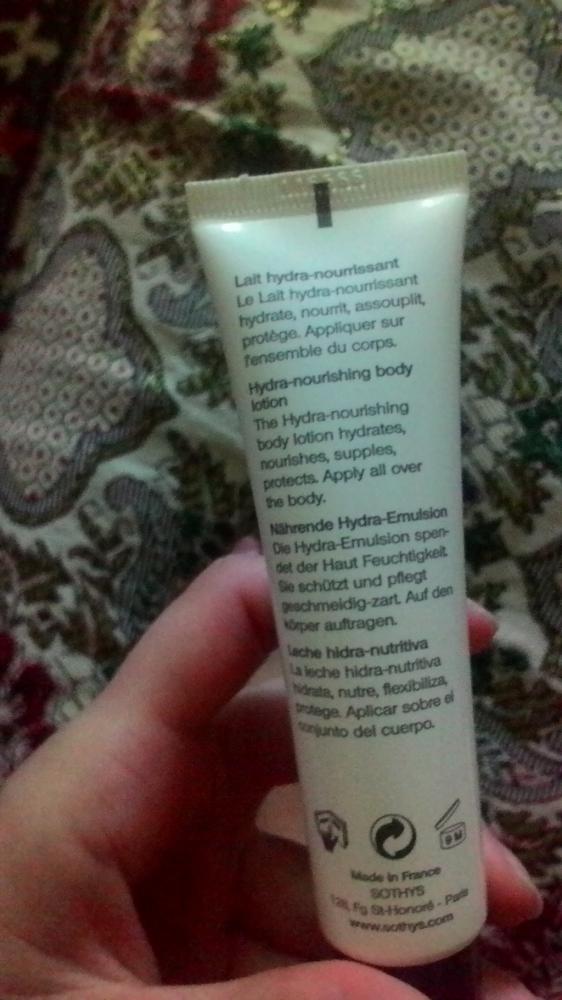 Lait hydra-nourrissant
Le Lait hydra-nourrissant
hydrate, nourrit, assouplit,
protège. Appliquer sur
l'ensemble du corps.
Hydra-nourishing body
lotion
The Hydra-nourishing
body lotion hydrates,
nourishes, supples,
protects. Apply all over
the body.
Nährende Hydra-Emulsion
Die Hydra-Emulsion spen-
det der Haut Feuchtigkeit.
Sie schützt und pflegt
geschmeidig-zart. Auf den
körper auftragen.
Leche hidra-nutritiva
La leche hidra-nutritiva
hidrata, nutre, flexibiliza,
protege. Aplicar sobre el
conjunto del cuerpo.
Made in France
SOTHYS
128, Fg St-Honoré - Paris
www.sothys.com